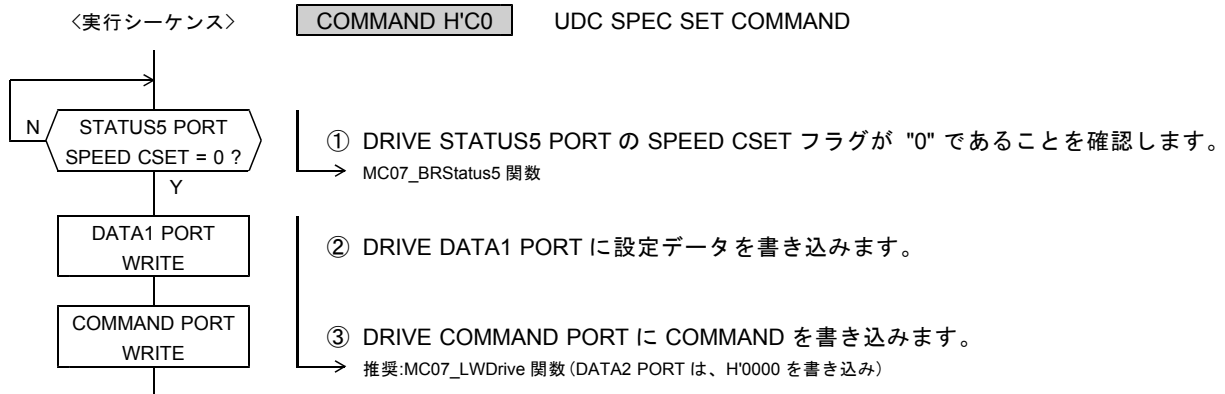 〈実行シーケンス〉 COMMAND H'C0 UDC SPEC SET COMMAND
N
STATUS5 PORT
SPEED CSET = 0 ?
Y
① DRIVE STATUS5 PORT の SPEED CSET フラグが "0" であることを確認します。
MC07_BRStatus5 関数
DATA1 PORT
WRITE
② DRIVE DATA1 PORT に設定データを書き込みます。
COMMAND PORT
WRITE
③ DRIVE COMMAND PORT に COMMAND を書き込みます。
推奨:MC07_LWDrive 関数(DATA2 PORT は、H'0000 を書き込み)